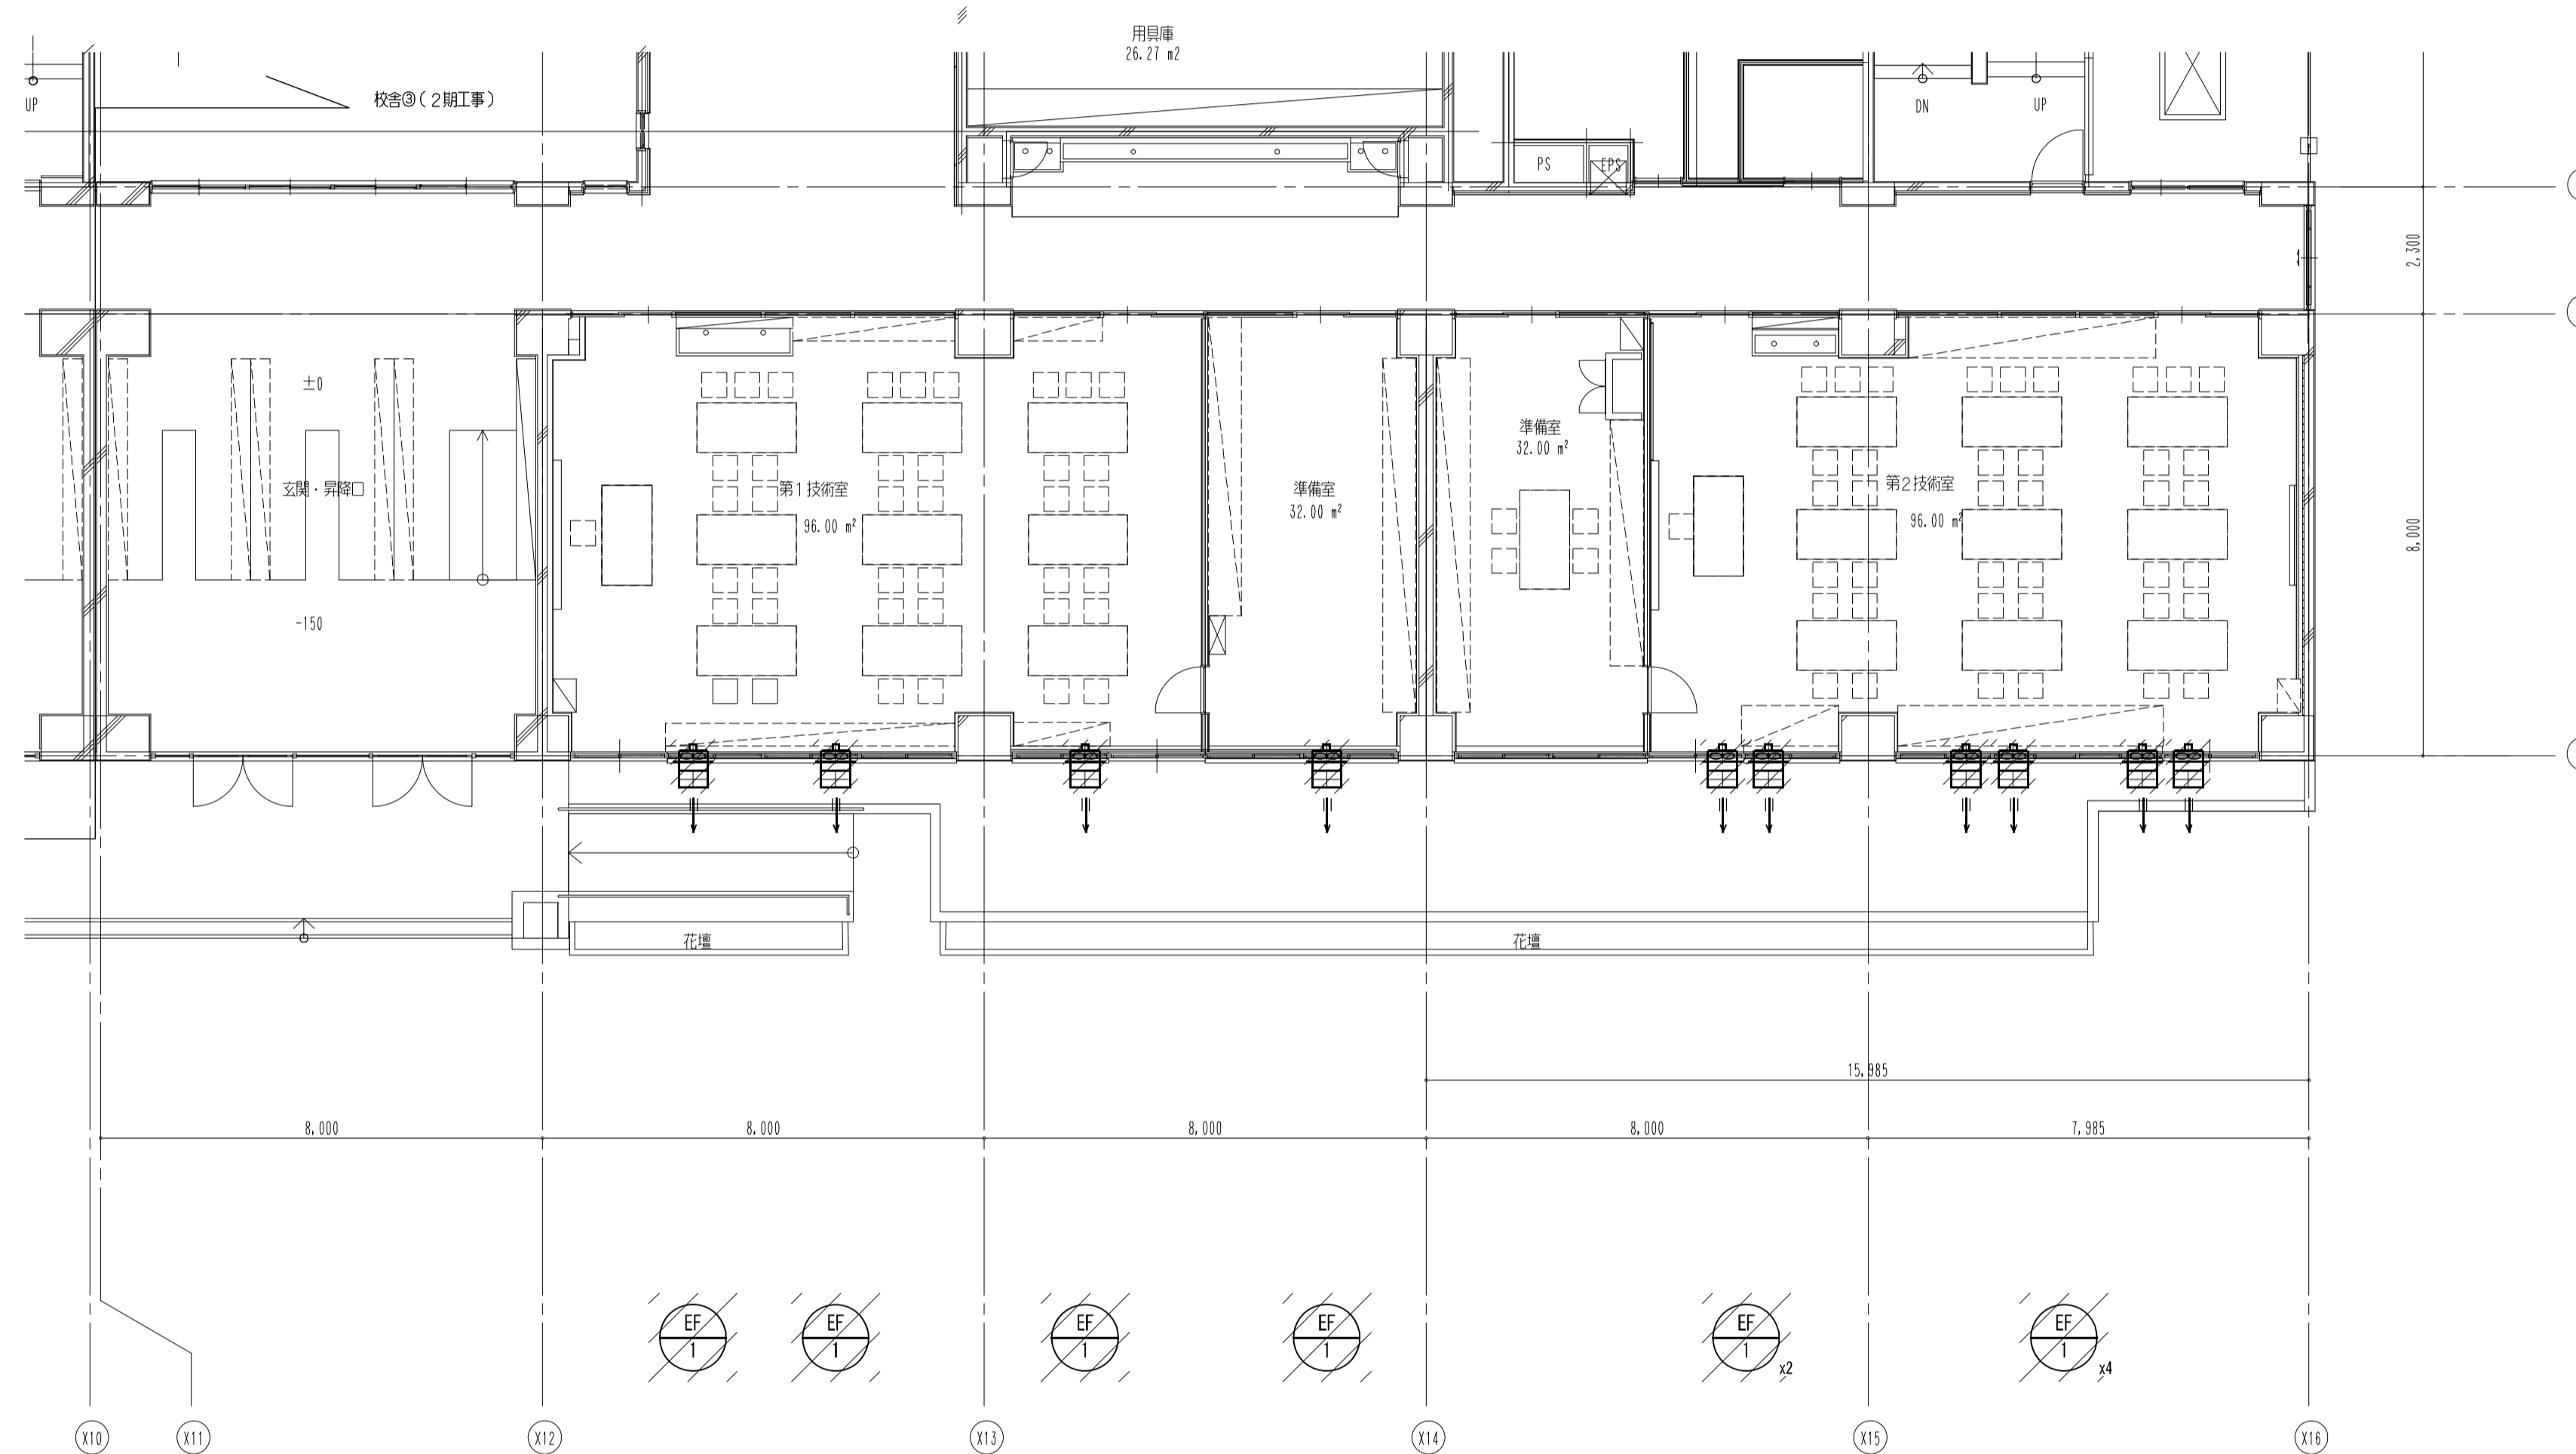 用具庫
26.27 m2
校舎③(2期工事)
UP
DN
UP
PS
EPS
2,300
±0
準備室
32.00 m²
玄関・昇降口
第1技術室
96.00 m²
準備室
32.00 m²
第2技術室
96.00 m²
8,000
-150
花壇
花壇
15,985
8,000
8,000
8,000
8,000
7,985
EF
1
EF
1
EF
1
EF
1
EF
1
x2
EF
1
x4
X10
X11
X12
X13
X14
X15
X16